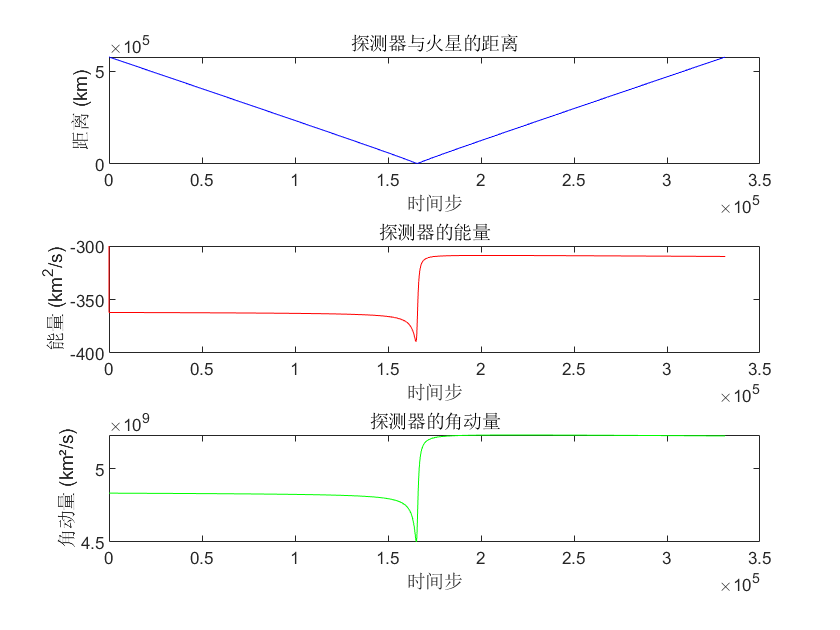 探测器与火星的距离
×10⁵
5
0
距离 (km)
0 0.5 1 1.5 2 2.5 3 3.5
时间步
×10⁵
探测器的能量
-300
-350
-400
能量 (km²/s)
0 0.5 1 1.5 2 2.5 3 3.5
时间步
×10⁵
探测器的角动量
×10⁹
5
4.5
角动量 (km²/s)
0 0.5 1 1.5 2 2.5 3 3.5
时间步
×10⁵